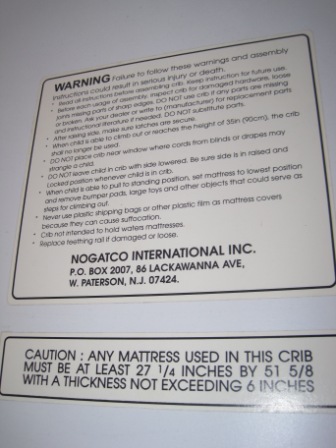 WARNING Failure to follow these warnings and assembly
instructions could result in serious injury or death.
• Read all instructions before assembling crib. Keep instruction for future use.
• Before each usage of assembly, inspect crib for damaged hardware, loose
joints missing parts of sharp edges. DO NOT use crib if any parts are missing
or broken. Ask your dealer or write to (manufacturer) for replacement parts
and instructional literature if needed. DO NOT substitute parts.
• After raising side, make sure latches are secure.
• When child is able to climb out or reaches the height of 35in (90cm), the crib
shall no longer be used.
• DO NOT place crib near window where cords from blinds or drapes may
strangle a child.
• DO NOT leave child in crib with side lowered. Be sure side is in raised and
Locked position whenever child is in crib.
• When child is able to pull to standing position, set mattress to lowest position
and remove bumper pads, large toys and other objects that could serve as
steps for climbing out.
• Never use plastic shipping bags or other plastic film as mattress covers
because they can cause suffocation.
• Crib not intended to hold waters mattresses.
• Replace teething rail if damaged or loose.
NOGATCO INTERNATIONAL INC.
P.O. BOX 2007, 86 LACKAWANNA AVE,
W. PATERSON, N.J. 07424.
CAUTION : ANY MATTRESS USED IN THIS CRIB
MUST BE AT LEAST 27 1/4 INCHES BY 51 5/8
WITH A THICKNESS NOT EXCEEDING 6 INCHES